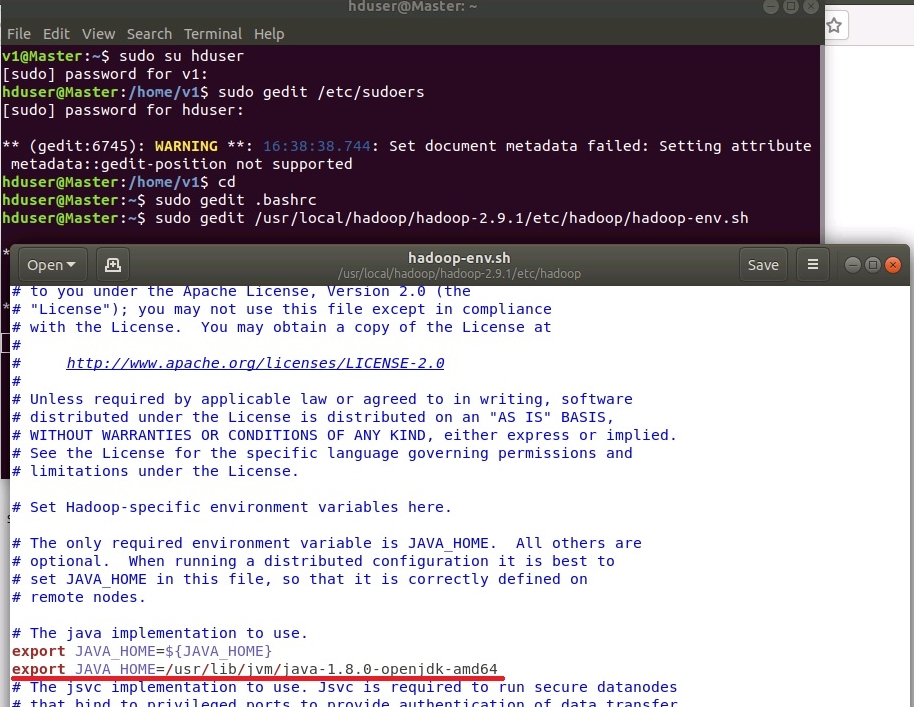 hduser@Master: ~
File Edit View Search Terminal Help
v1@Master:~$ sudo su hduser
[sudo] password for v1:
hduser@Master:/home/v1$ sudo gedit /etc/sudoers
[sudo] password for hduser:
** (gedit:6745): WARNING **: 16:38:38.744: Set document metadata failed: Setting attribute
 metadata::gedit-position not supported
hduser@Master:/home/v1$ cd
hduser@Master:~$ sudo gedit .bashrc
hduser@Master:~$ sudo gedit /usr/local/hadoop/hadoop-2.9.1/etc/hadoop/hadoop-env.sh
Open
hadoop-env.sh
/usr/local/hadoop/hadoop-2.9.1/etc/hadoop
Save
# to you under the Apache License, Version 2.0 (the
# "License"); you may not use this file except in compliance
# with the License.  You may obtain a copy of the License at
#
#     http://www.apache.org/licenses/LICENSE-2.0
#
# Unless required by applicable law or agreed to in writing, software
# distributed under the License is distributed on an "AS IS" BASIS,
# WITHOUT WARRANTIES OR CONDITIONS OF ANY KIND, either express or implied.
# See the License for the specific language governing permissions and
# limitations under the License.
# Set Hadoop-specific environment variables here.
# The only required environment variable is JAVA_HOME.  All others are
# optional.  When running a distributed configuration it is best to
# set JAVA_HOME in this file, so that it is correctly defined on
# remote nodes.
# The java implementation to use.
export JAVA_HOME=${JAVA_HOME}
export JAVA_HOME=/usr/lib/jvm/java-1.8.0-openjdk-amd64
# The jsvc implementation to use. Jsvc is required to run secure datanodes
# that bind to privileged ports to provide authentication of data transfer